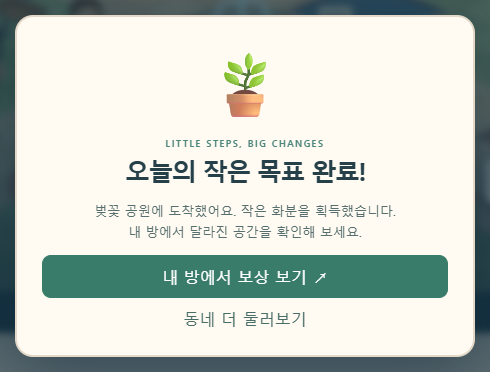 LITTLE STEPS, BIG CHANGES
오늘의 작은 목표 완료!
벚꽃 공원에 도착했어요. 작은 화분을 획득했습니다.
내 방에서 달라진 공간을 확인해 보세요.
내 방에서 보상 보기 ↗
동네 더 둘러보기